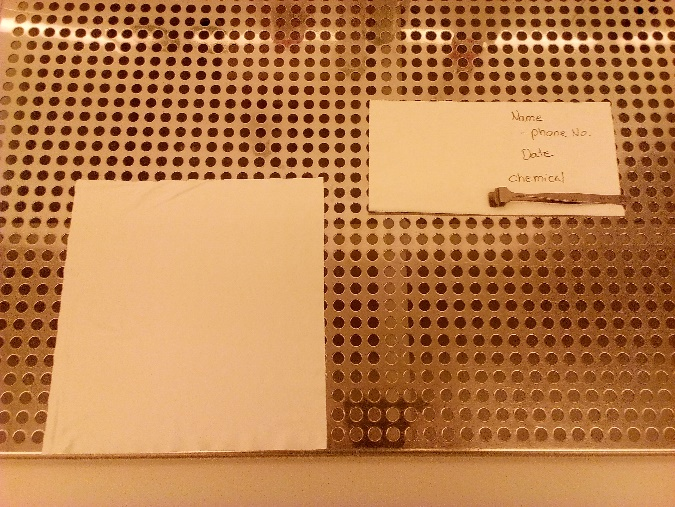 Name
- phone No.
Date
chemical